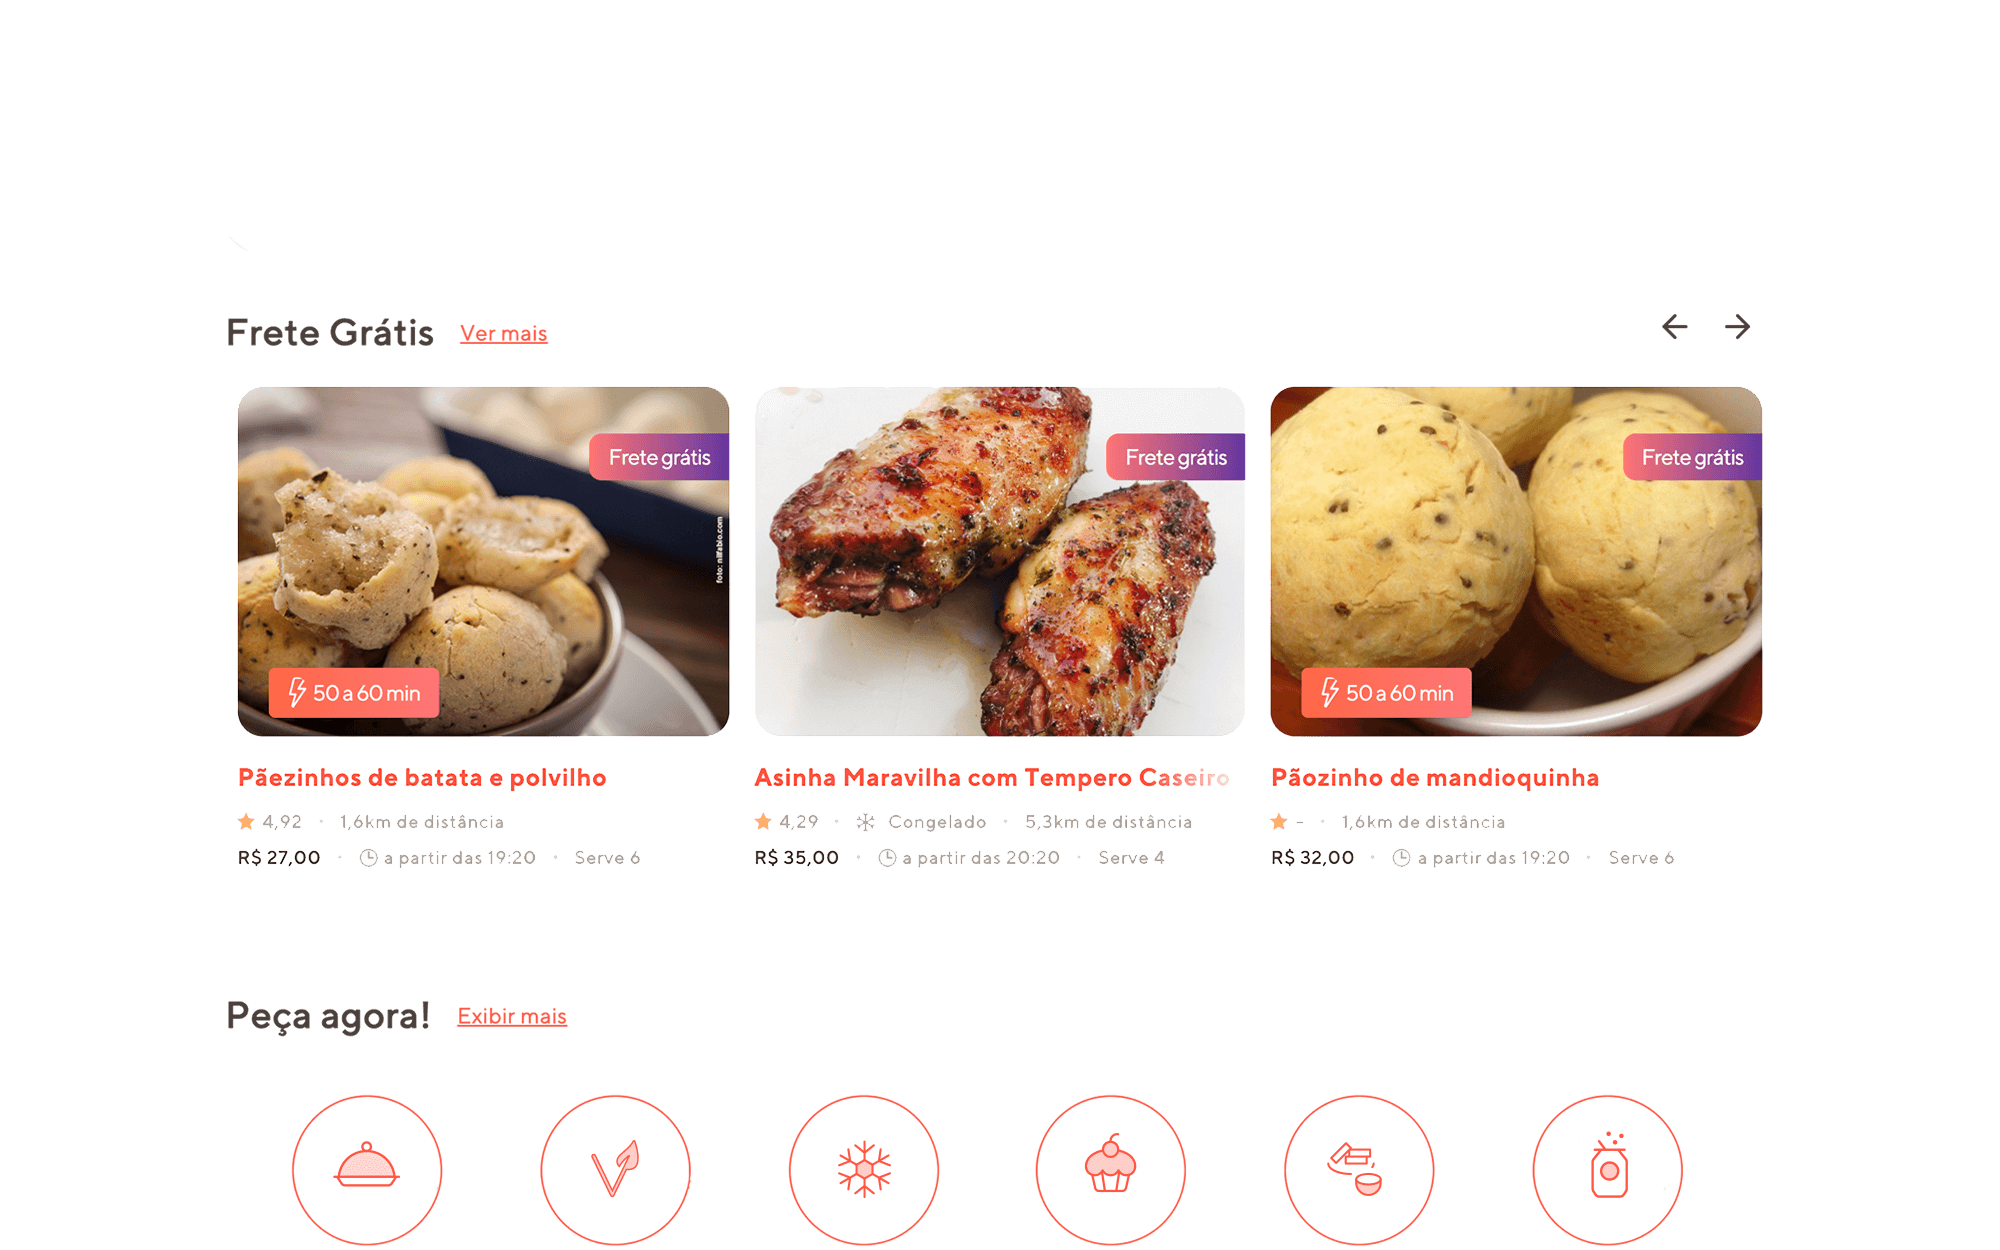 Frete Grátis Ver mais
Frete grátis
foto: nilfabio.com
50 a 60 min
Frete grátis
Frete grátis
50 a 60 min
Pãezinhos de batata e polvilho
4,92 · 1,6km de distância
R$ 27,00 · a partir das 19:20 · Serve 6
Asinha Maravilha com Tempero Caseiro
4,29 · Congelado · 5,3km de distância
R$ 35,00 · a partir das 20:20 · Serve 4
Pãozinho de mandioquinha
- · 1,6km de distância
R$ 32,00 · a partir das 19:20 · Serve 6
Peça agora! Exibir mais